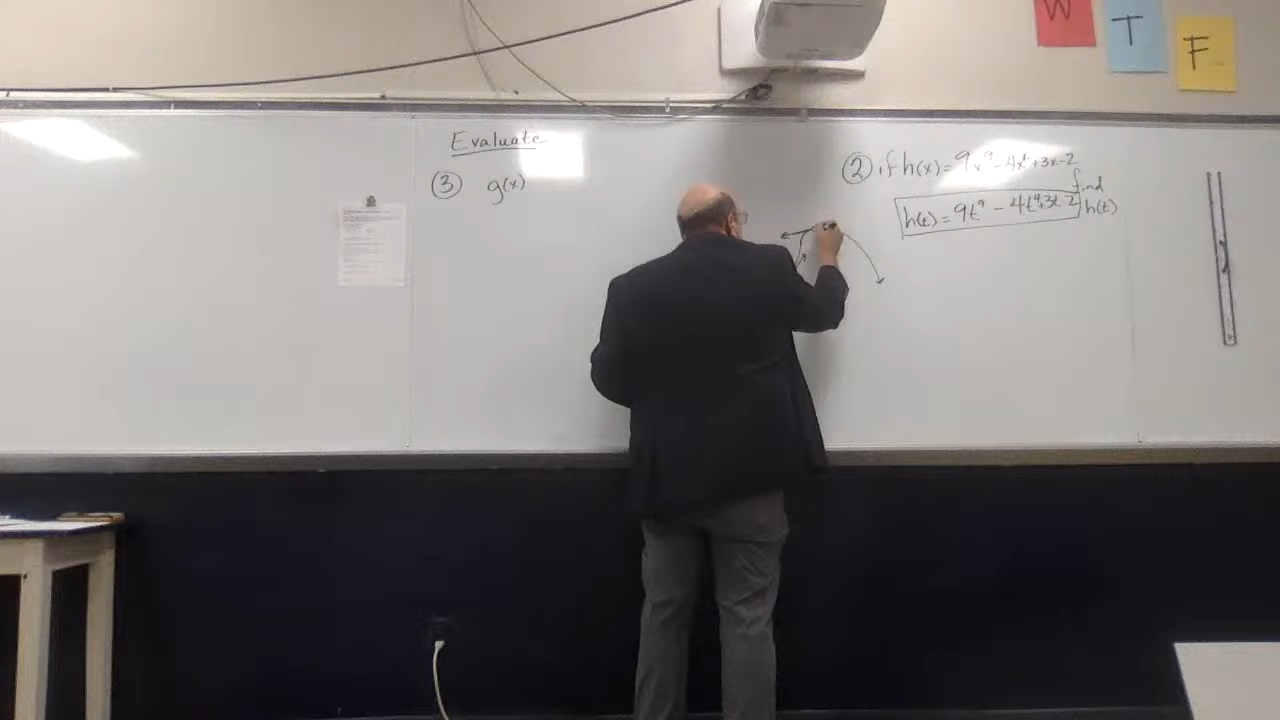 W T F
Evaluate
③ g(x)
② if h(x) = 9x⁹ - 4x⁴ + 3x - 2
find
h(t)
h(t) = 9t⁹ - 4t⁴ + 3t - 2